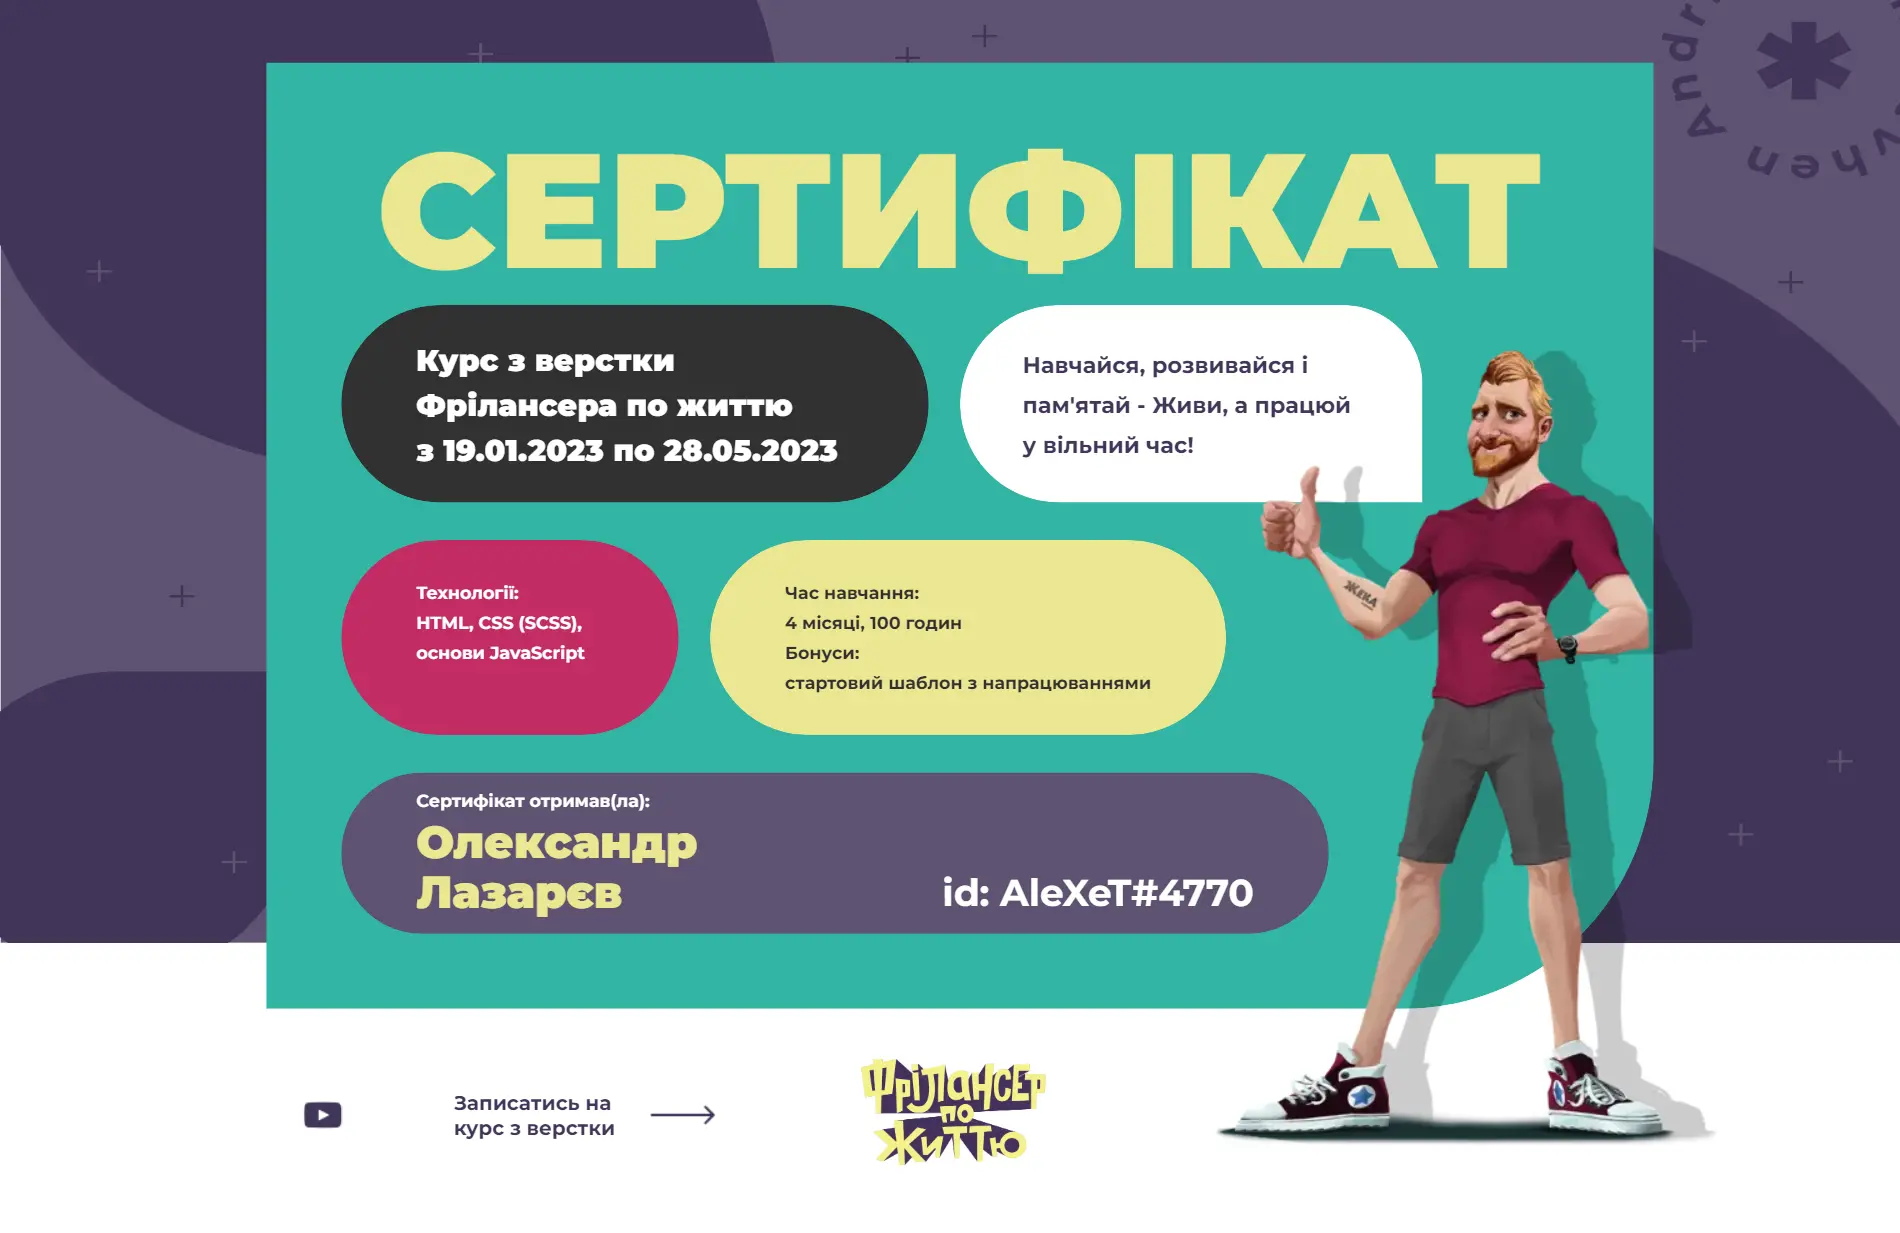 СЕРТИФІКАТ
Курс з верстки
Фрілансера по життю
з 19.01.2023 по 28.05.2023
Навчайся, розвивайся і
пам'ятай - Живи, а працюй
у вільний час!
Технології:
HTML, CSS (SCSS),
основи JavaScript
Час навчання:
4 місяці, 100 годин
Бонуси:
стартовий шаблон з напрацюваннями
ЖЕКА
Сертифікат отримав(ла):
Олександр
Лазарєв
id: AleXeT#4770
Записатись на
курс з верстки
ФРІЛАНСЕР
ПО
ЖИТТЮ